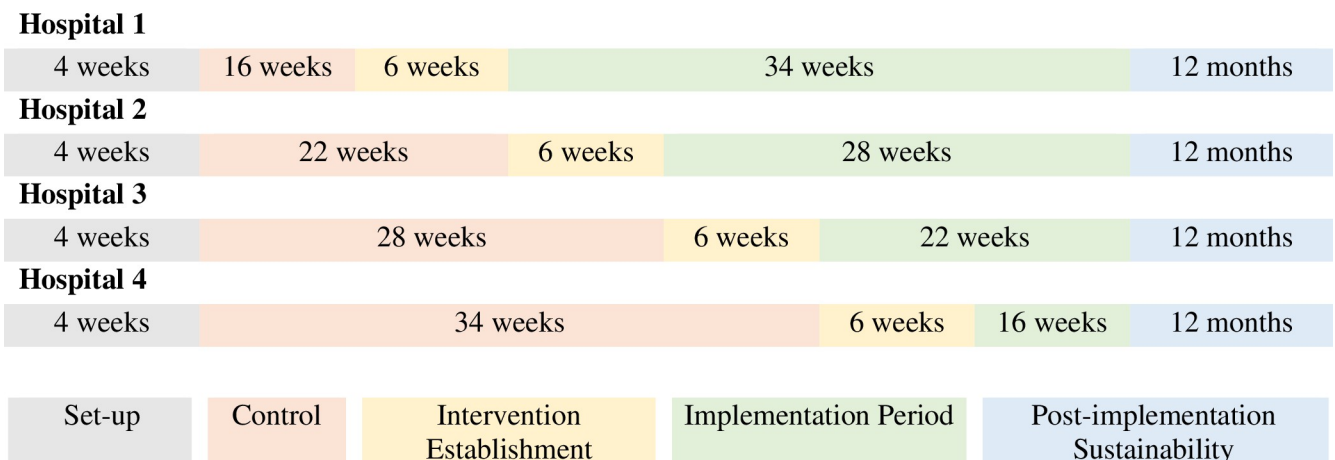 Hospital 1
4 weeks 16 weeks 6 weeks 34 weeks 12 months
Hospital 2
4 weeks 22 weeks 6 weeks 28 weeks 12 months
Hospital 3
4 weeks 28 weeks 6 weeks 22 weeks 12 months
Hospital 4
4 weeks 34 weeks 6 weeks 16 weeks 12 months
Set-up Control Intervention Implementation Period Post-implementation
Establishment Sustainability